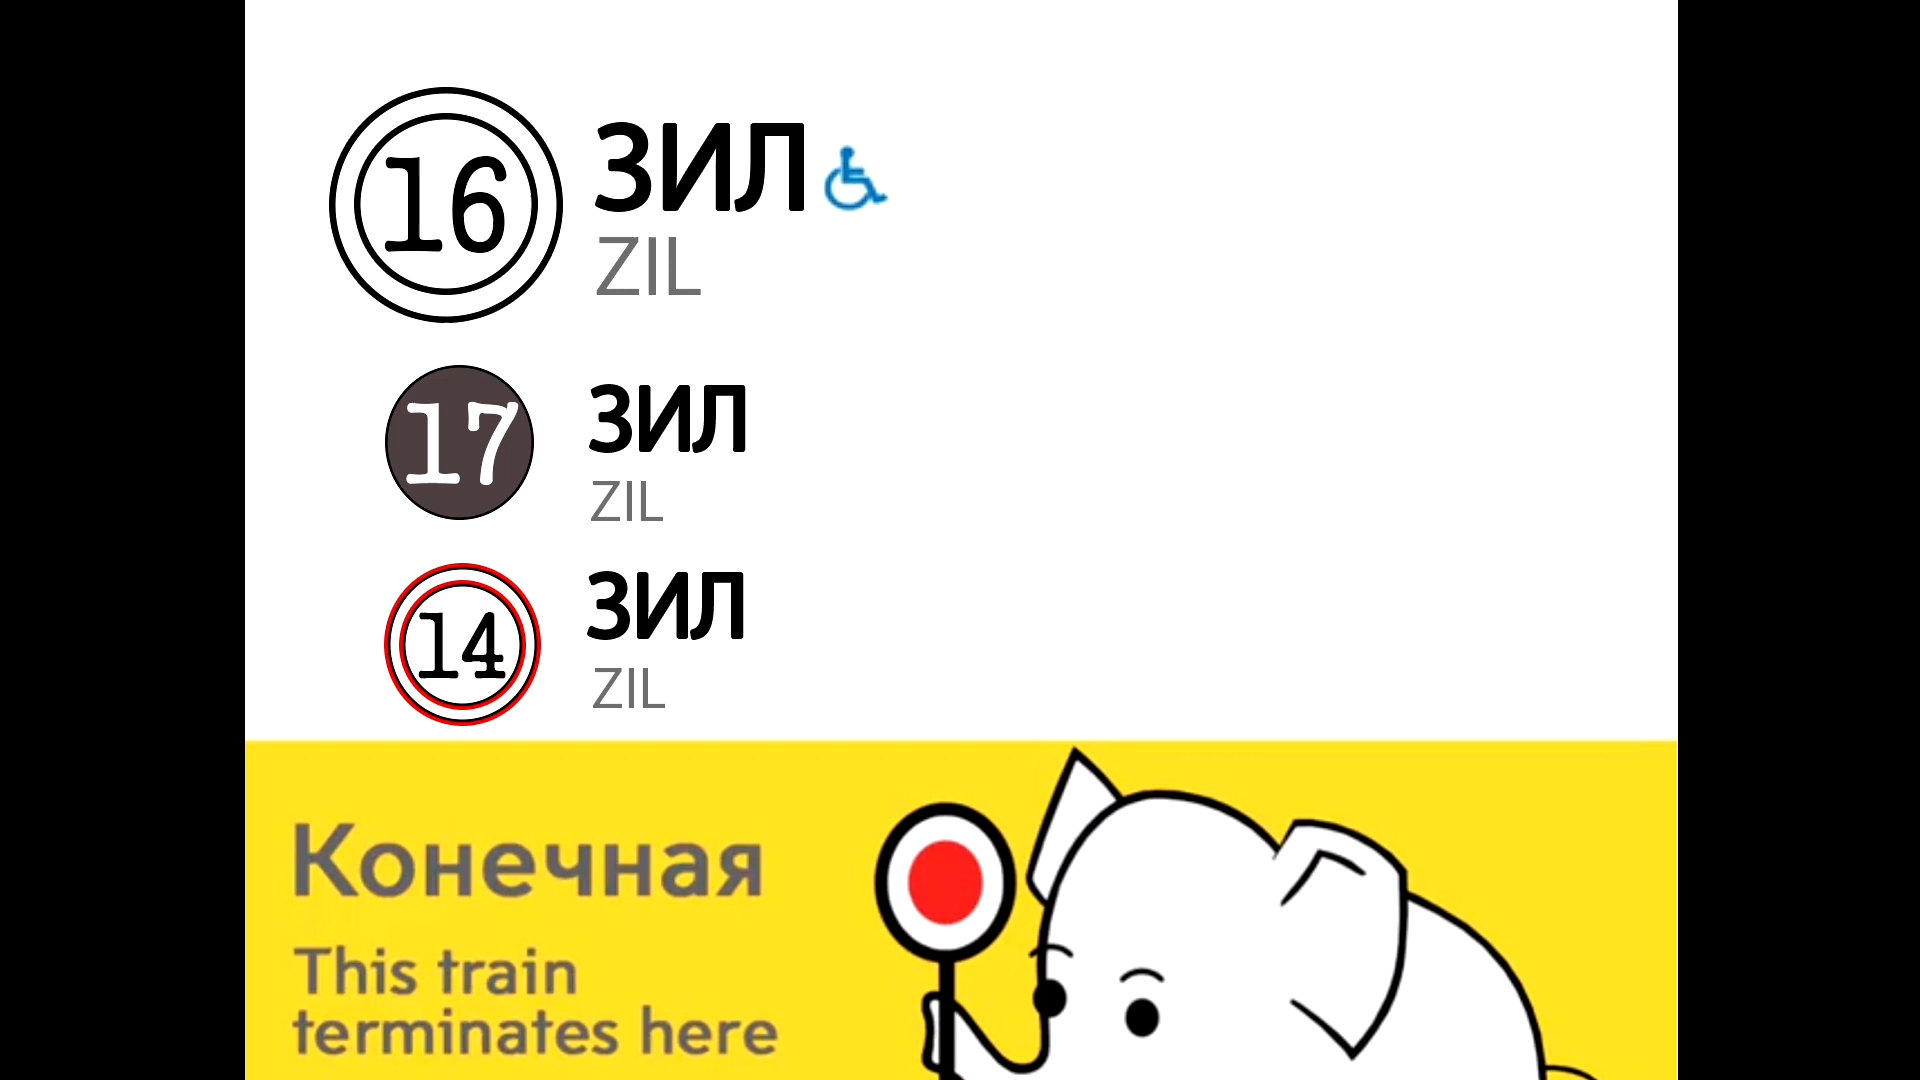 16 ЗИЛ
ZIL
17 ЗИЛ
ZIL
14 ЗИЛ
ZIL
Конечная
This train
terminates here